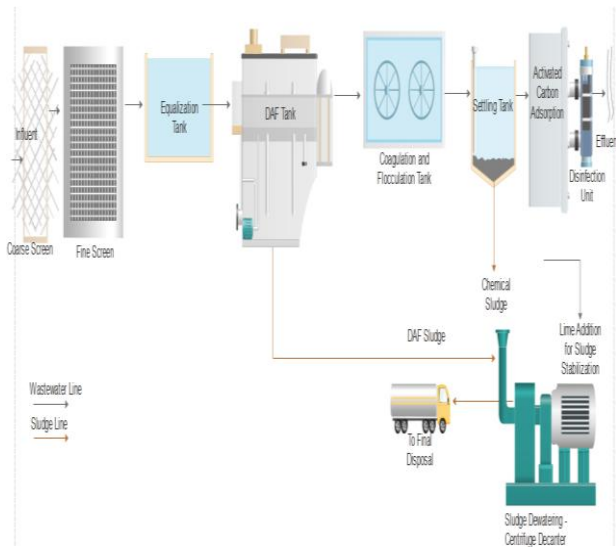 Influent
Coarse Screen
Fine Screen
Equalization
Tank
DAF Tank
Coagulation and
Flocculation Tank
Settling Tank
Activated
Carbon
Adsorption
Disinfection
Unit
Effluen
Chemical
Sludge
DAF Sludge
Lime Addition
for Sludge
Stabilization
Wastewater Line
Sludge Line
To Final
Disposal
Sludge Dewatering -
Centrifuge Decanter